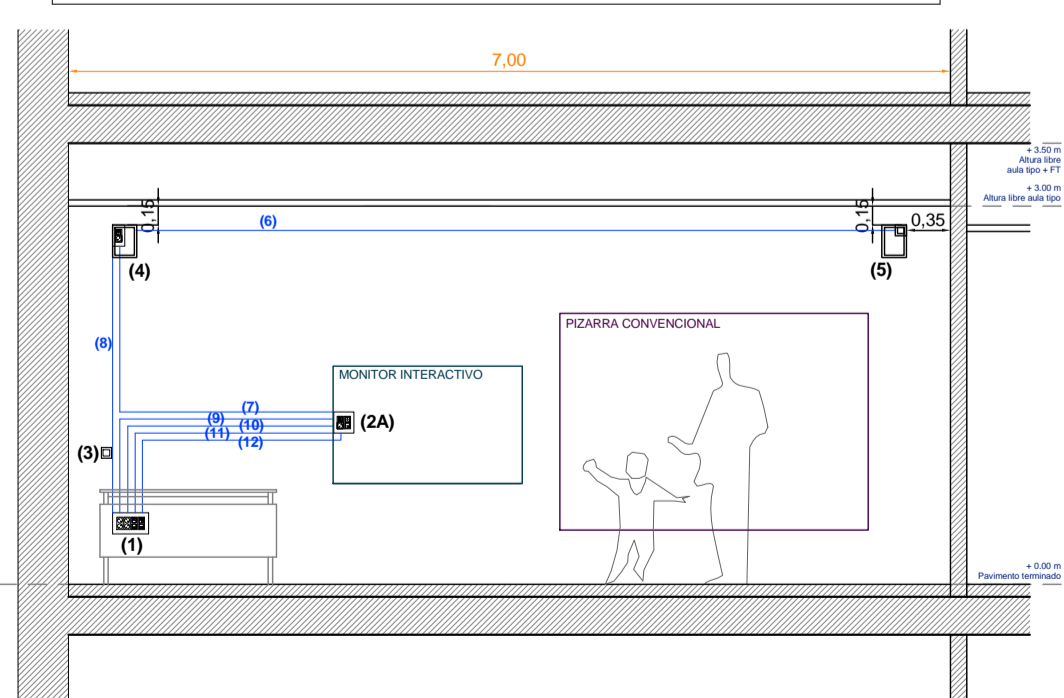 7,00
+ 3.50 m
Altura libre
aula tipo + FT
+ 3.00 m
Altura libre aula tipo
0,15
(6)
0,15
0,35
(4)
(5)
(8)
PIZARRA CONVENCIONAL
MONITOR INTERACTIVO
(7)
(9)
(10)
(2A)
(11)
(12)
(3)
(1)
+ 0.00 m
Pavimento terminado